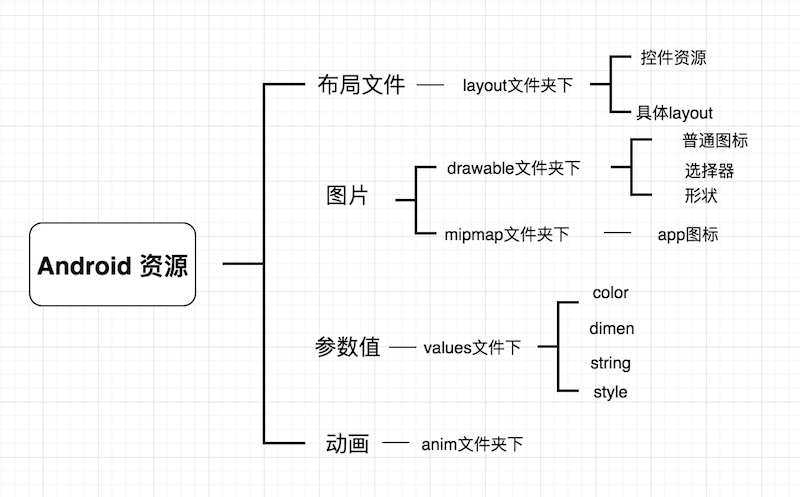 Android 资源
布局文件
layout文件夹下
控件资源
具体layout
图片
drawable文件夹下
普通图标
选择器
形状
mipmap文件夹下
app图标
参数值
values文件下
color
dimen
string
style
动画
anim文件夹下